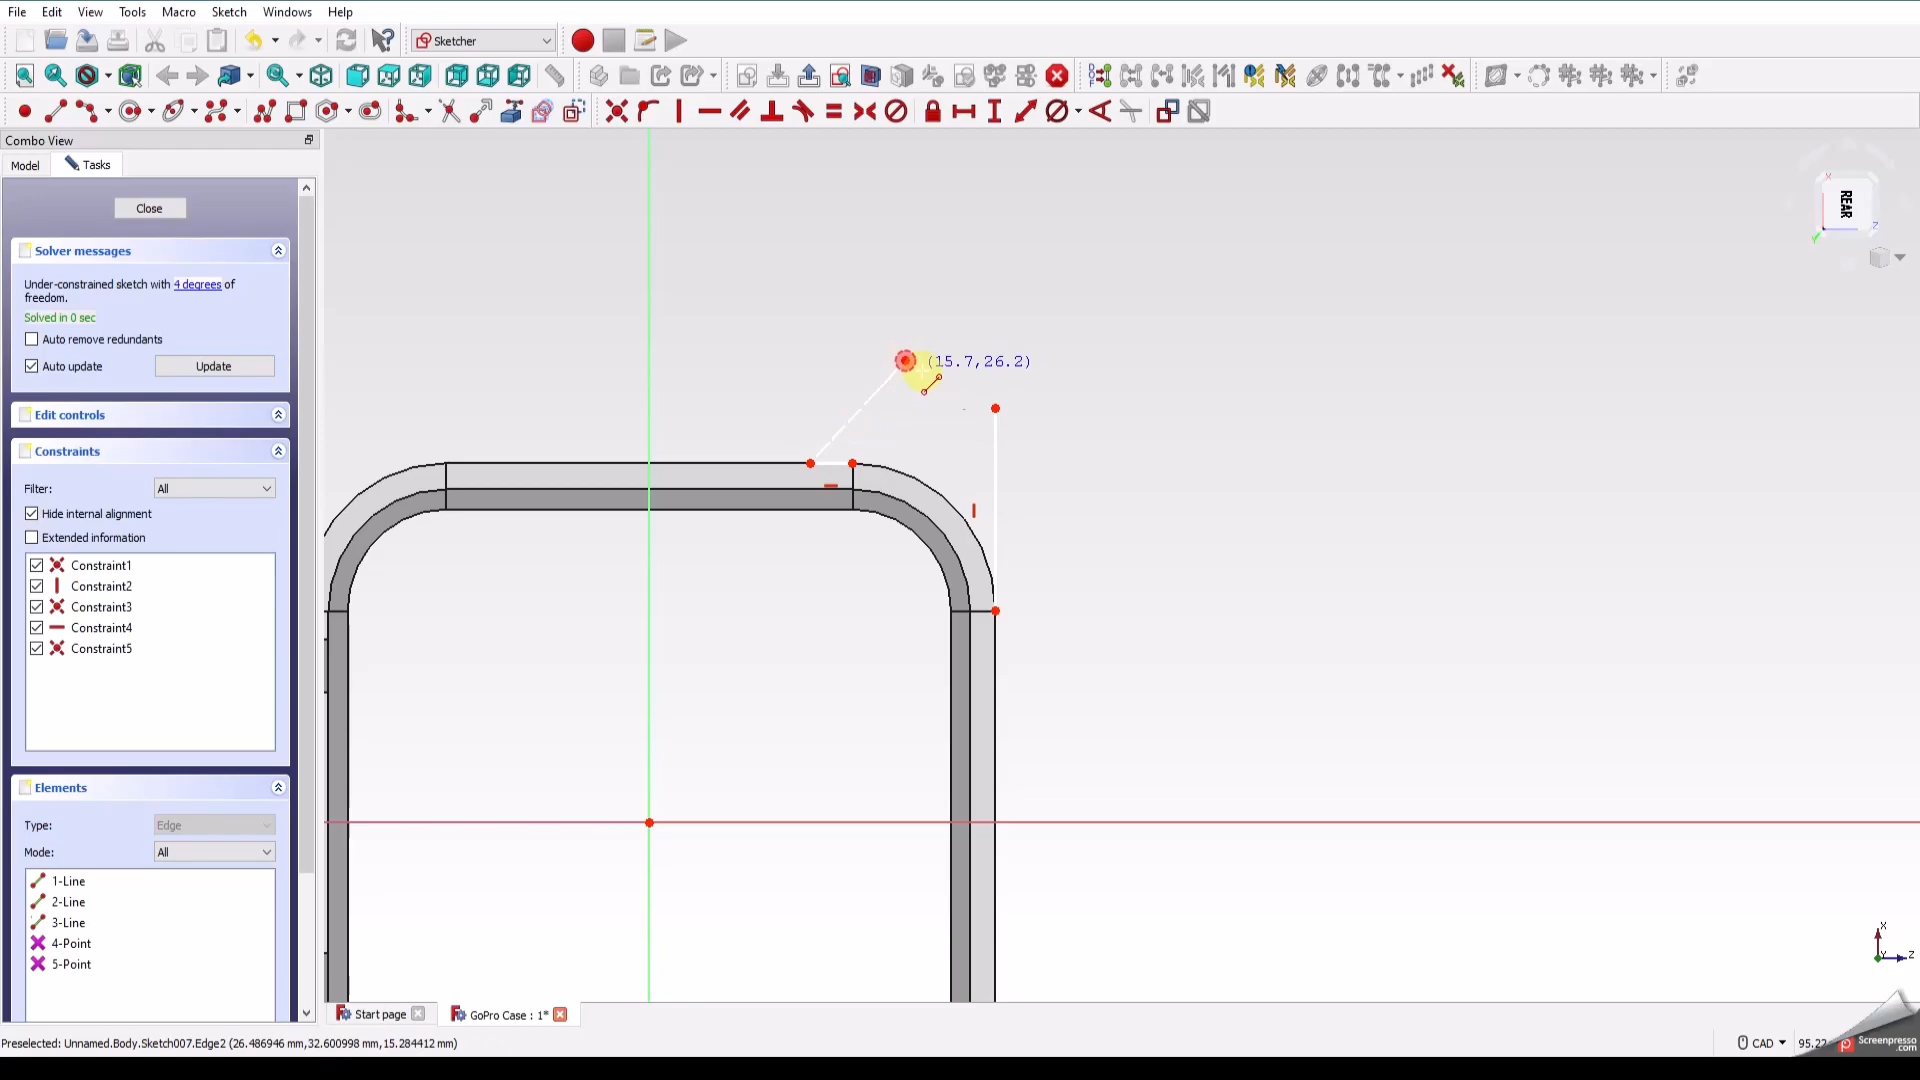 File Edit View Tools Macro Sketch Windows Help
Sketcher
Combo View
Model Tasks
Close
Solver messages
Under-constrained sketch with 4 degrees of
freedom.
Solved in 0 sec
Auto remove redundants
Auto update Update
Edit controls
Constraints
Filter: All
Hide internal alignment
Extended information
Constraint1
Constraint2
Constraint3
Constraint4
Constraint5
Elements
Type: Edge
Mode: All
1-Line
2-Line
3-Line
4-Point
5-Point
(15.7,26.2)
REAR
X
Z
X
Y
Z
Start page
GoPro Case : 1*
Preselected: Unnamed.Body.Sketch007.Edge2 (26.486946 mm,32.600998 mm,15.284412 mm)
CAD
95.22
Screenpresso
.com